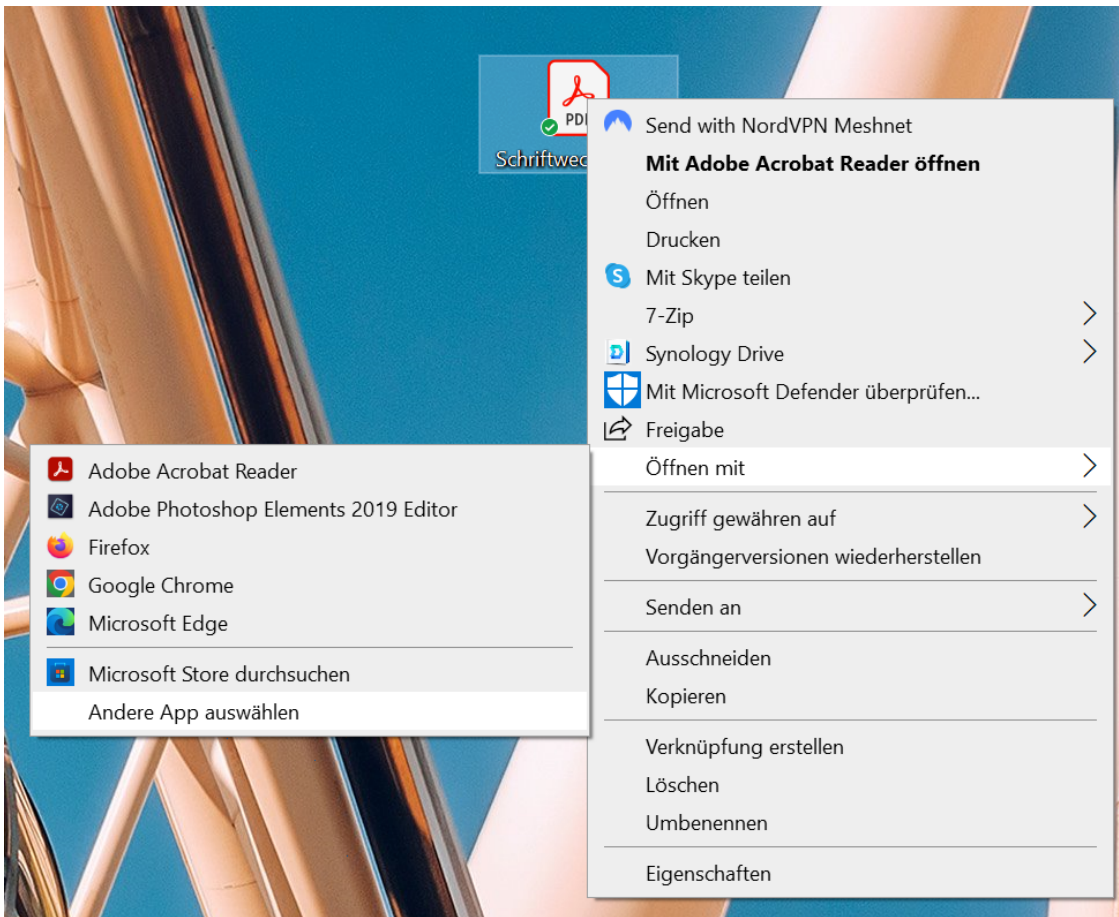 PDF
Schriftwec
Send with NordVPN Meshnet
Mit Adobe Acrobat Reader öffnen
Öffnen
Drucken
Mit Skype teilen
7-Zip
Synology Drive
Mit Microsoft Defender überprüfen...
Freigabe
Öffnen mit
Zugriff gewähren auf
Vorgängerversionen wiederherstellen
Senden an
Ausschneiden
Kopieren
Verknüpfung erstellen
Löschen
Umbenennen
Eigenschaften
Adobe Acrobat Reader
Adobe Photoshop Elements 2019 Editor
Firefox
Google Chrome
Microsoft Edge
Microsoft Store durchsuchen
Andere App auswählen